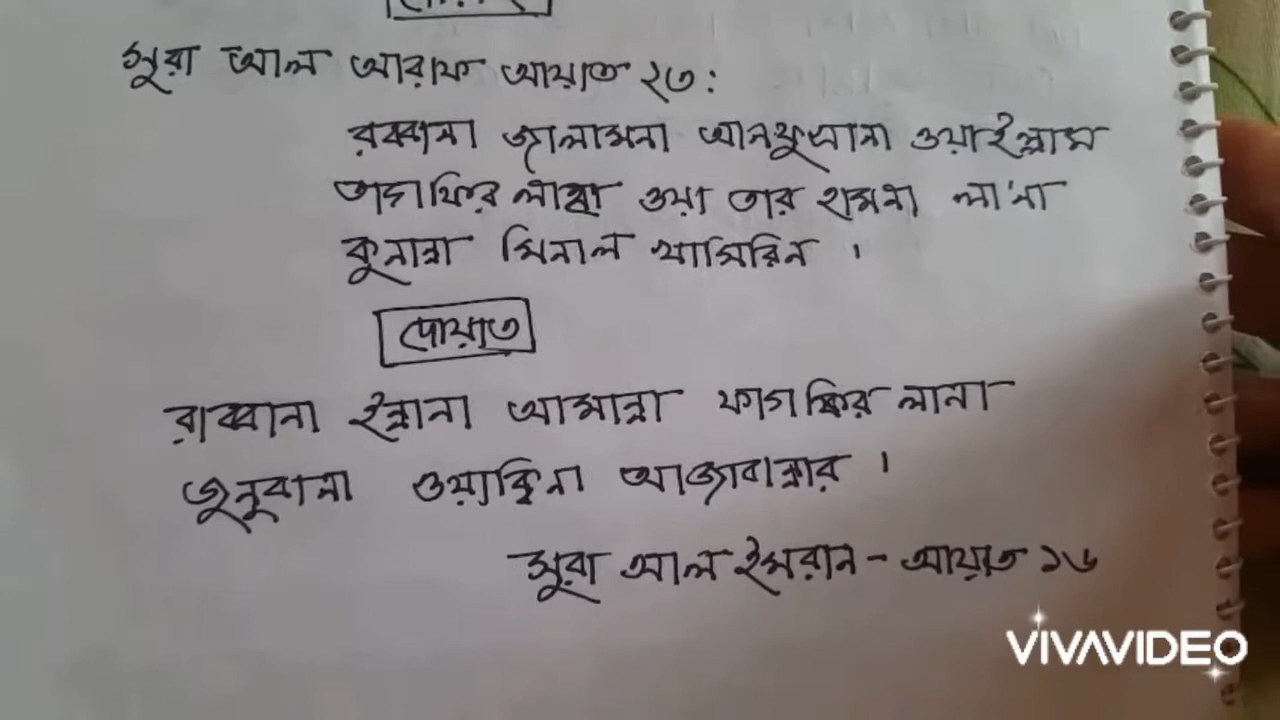 সুরা আল আরাফ আয়াত ২৩:
রব্বানা জালামনা আনফুসানা ওয়াইল্লাম
তাগফির লান্বা ওয়া তার হামনা লানা
কুনান্না মিনাল খাসিরিন ।
দোয়াত
রাব্বানা ইন্নানা আমান্না ফাগফির লানা
জুনুবানা ওয়াক্বিনা আজাবান্নার ।
সুরা আল ইমরান - আয়াত ১৬
VIVAVIDEO